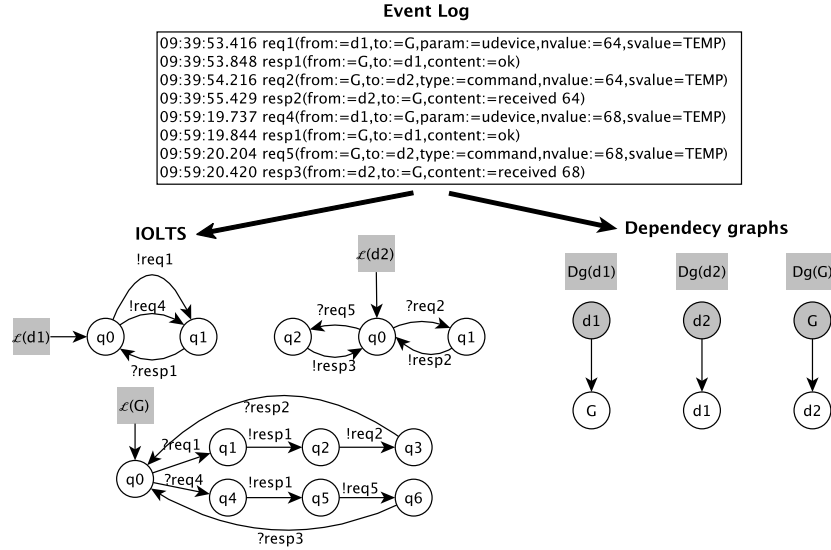 Event Log
09:39:53.416 req1(from:=d1,to:=G,param:=udevice,nvalue:=64,svalue=TEMP)
09:39:53.848 resp1(from:=G,to:=d1,content:=ok)
09:39:54.216 req2(from:=G,to:=d2,type:=command,nvalue:=64,svalue=TEMP)
09:39:55.429 resp2(from:=d2,to:=G,content:=received 64)
09:59:19.737 req4(from:=d1,to:=G,param:=udevice,nvalue:=68,svalue=TEMP)
09:59:19.844 resp1(from:=G,to:=d1,content:=ok)
09:59:20.204 req5(from:=G,to:=d2,type:=command,nvalue:=68,svalue=TEMP)
09:59:20.420 resp3(from:=d2,to:=G,content:=received 68)
IOLTS
Dependecy graphs
!req1
!req4
ℒ(d1)
q0
q1
?resp1
ℒ(d2)
?req5
?req2
q2
q0
q1
!resp3
!resp2
Dg(d1)
Dg(d2)
Dg(G)
d1
d2
G
G
d1
d2
ℒ(G)
?resp2
?req1
q1
!resp1
q2
!req2
q3
q0
?req4
q4
!resp1
q5
!req5
q6
?resp3